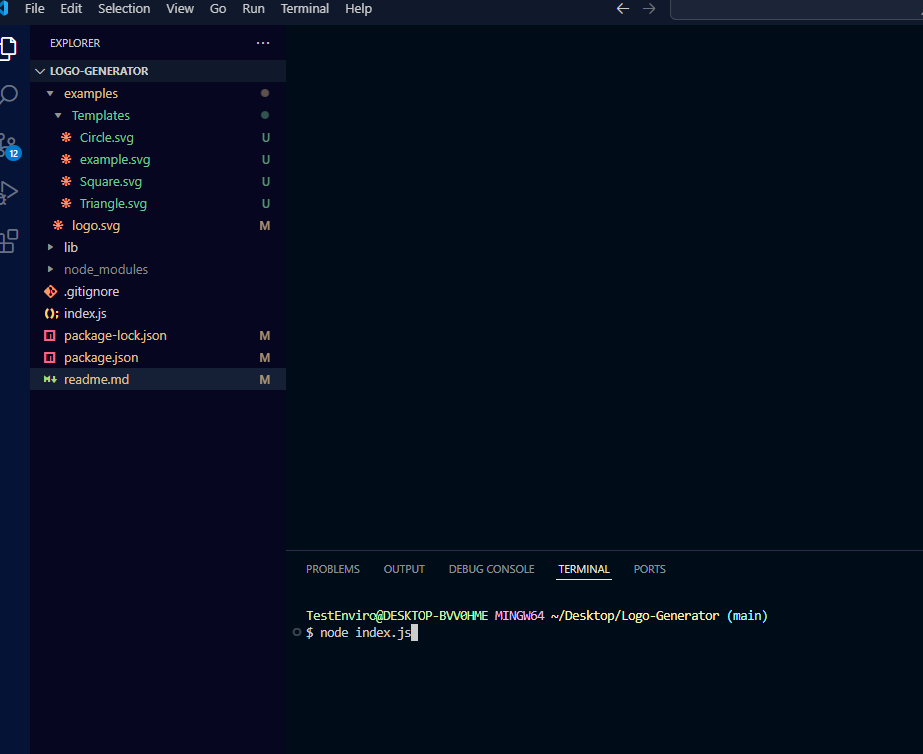 File Edit Selection View Go Run Terminal Help
EXPLORER
LOGO-GENERATOR
examples
Templates
Circle.svg U
example.svg U
Square.svg U
Triangle.svg U
logo.svg M
lib
node_modules
.gitignore
index.js
package-lock.json M
package.json M
readme.md M
12
PROBLEMS OUTPUT DEBUG CONSOLE TERMINAL PORTS
TestEnviro@DESKTOP-BVV0HME MINGW64 ~/Desktop/Logo-Generator (main)
$ node index.js